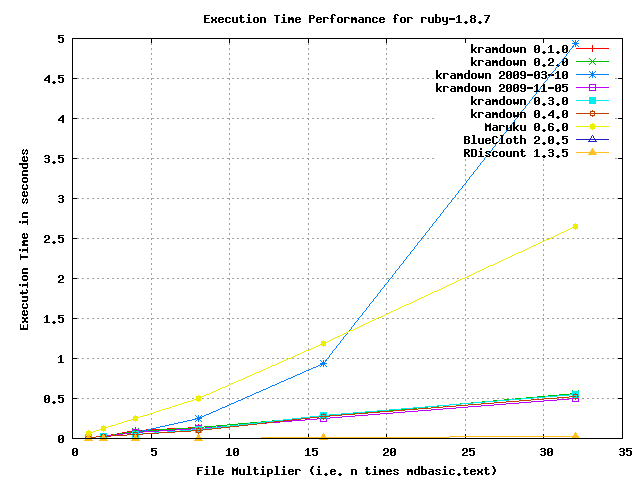 Execution Time Performance for ruby-1.8.7
5
4.5
4
3.5
3
2.5
2
1.5
1
0.5
0
Execution Time in secondes
kramdown 0.1.0
kramdown 0.2.0
kramdown 2009-03-10
kramdown 2009-11-05
kramdown 0.3.0
kramdown 0.4.0
Maruku 0.6.0
BlueCloth 2.0.5
RDiscount 1.3.5
0 5 10 15 20 25 30 35
File Multiplier (i.e. n times mdbasic.text)